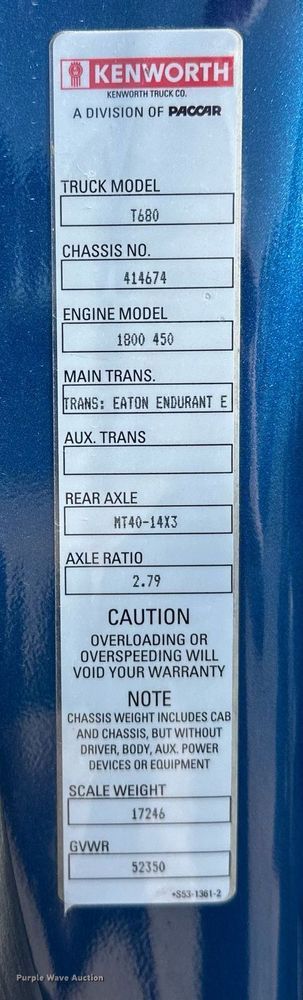 KENWORTH
KENWORTH TRUCK CO.
A DIVISION OF PACCAR
TRUCK MODEL
T680
CHASSIS NO.
414674
ENGINE MODEL
1800 450
MAIN TRANS.
TRANS: EATON ENDURANT E
AUX. TRANS
REAR AXLE
MT40-14X3
AXLE RATIO
2.79
CAUTION
OVERLOADING OR
OVERSPEEDING WILL
VOID YOUR WARRANTY
NOTE
CHASSIS WEIGHT INCLUDES CAB
AND CHASSIS, BUT WITHOUT
DRIVER, BODY, AUX. POWER
DEVICES OR EQUIPMENT
SCALE WEIGHT
17246
GVWR
52350
+S53-1361-2
Purple Wave Auction